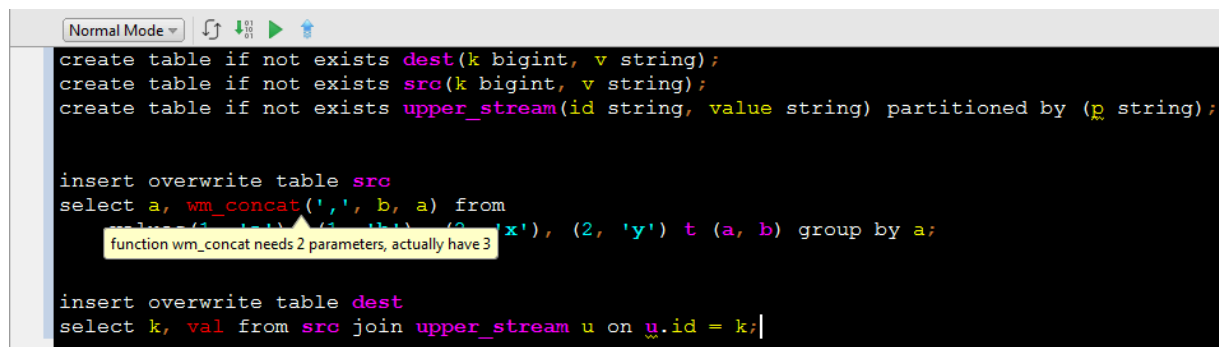 Normal Mode
create table if not exists dest(k bigint, v string);
create table if not exists src(k bigint, v string);
create table if not exists upper_stream(id string, value string) partitioned by (p string);
insert overwrite table src
select a, wm_concat(',', b, a) from
'x'), (2, 'y') t (a, b) group by a;
function wm_concat needs 2 parameters, actually have 3
insert overwrite table dest
select k, val from src join upper_stream u on u.id = k;